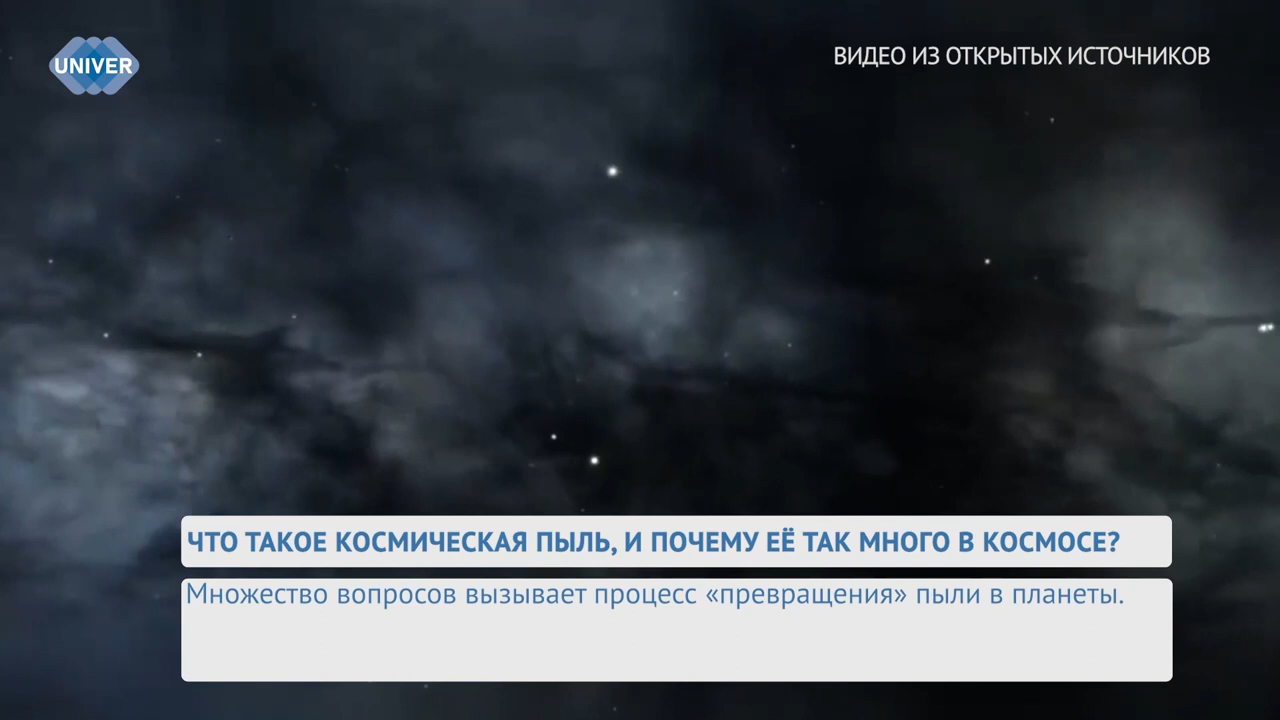 UNIVER
ВИДЕО ИЗ ОТКРЫТЫХ ИСТОЧНИКОВ
ЧТО ТАКОЕ КОСМИЧЕСКАЯ ПЫЛЬ, И ПОЧЕМУ ЕЁ ТАК МНОГО В КОСМОСЕ?
Множество вопросов вызывает процесс «превращения» пыли в планеты.